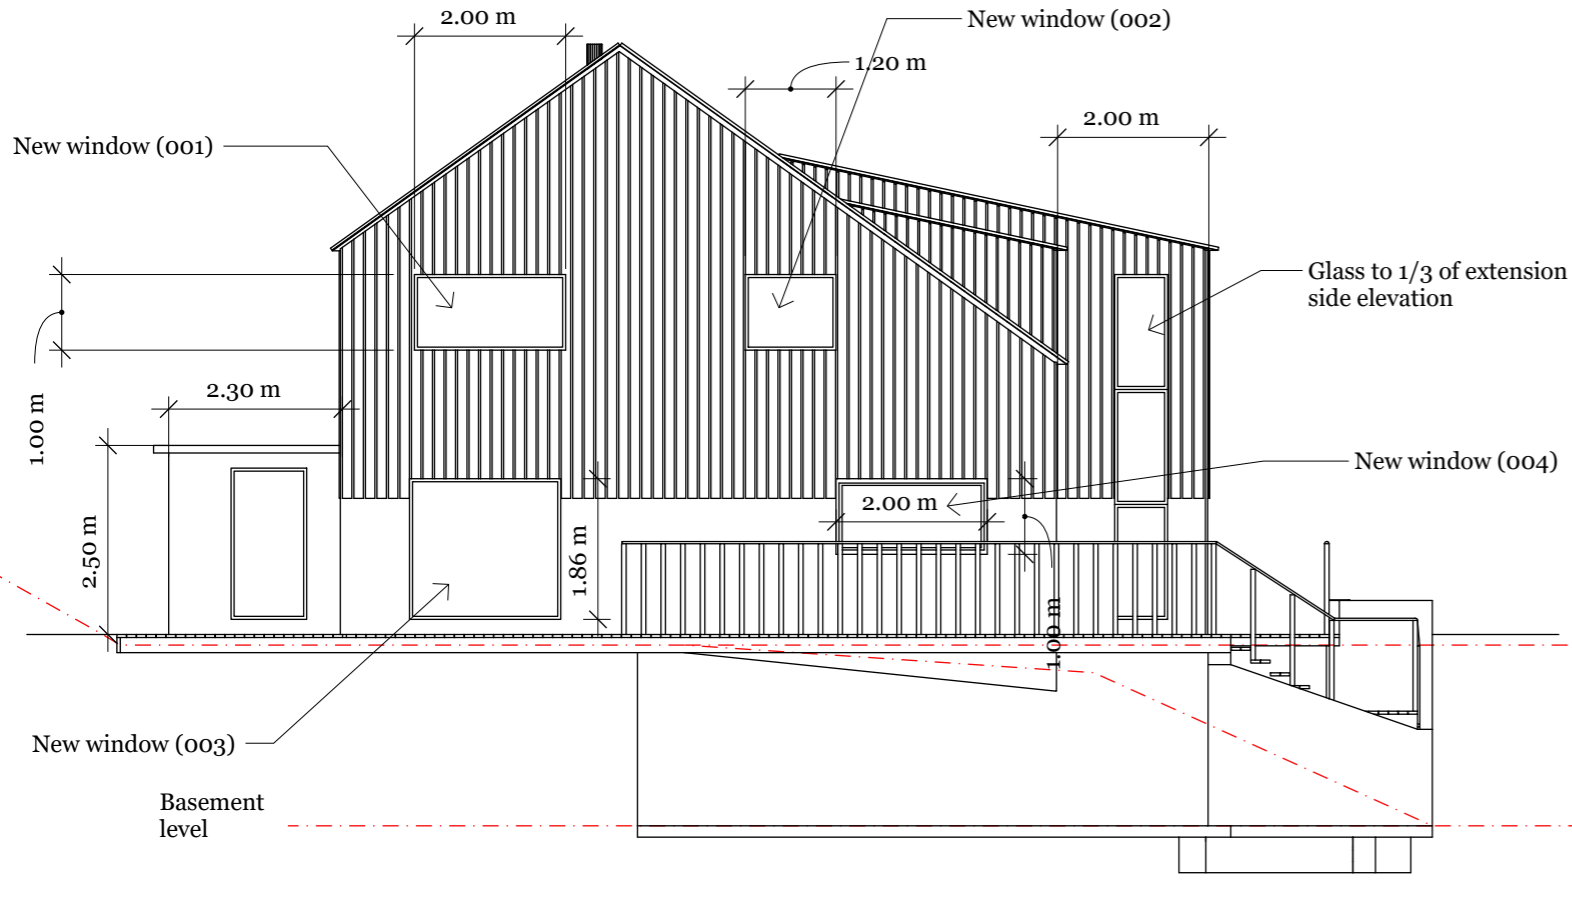 2.00 m
New window (002)
1.20 m
2.00 m
New window (001)
Glass to 1/3 of extension
side elevation
2.30 m
1.00 m
New window (004)
2.00 m
2.50 m
1.86 m
1.00 m
New window (003)
Basement
level